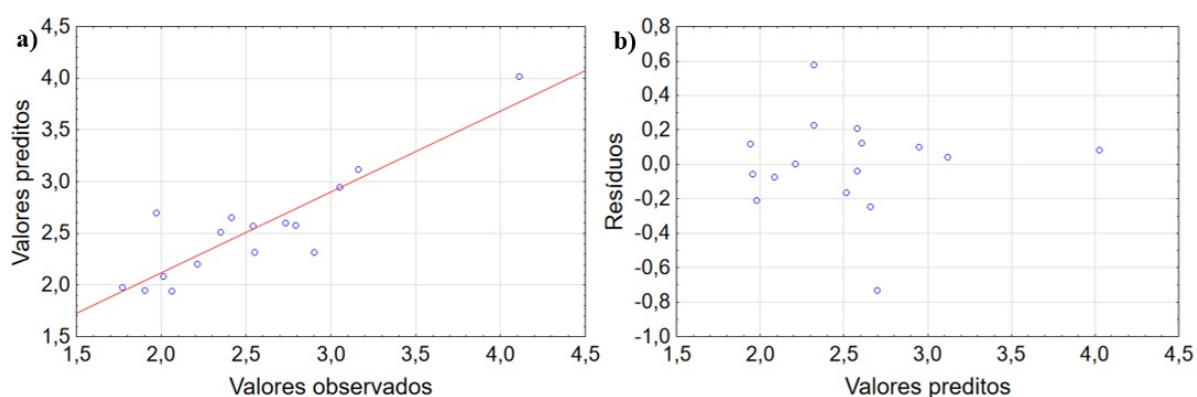 a)
4,5
4,0
3,5
3,0
2,5
2,0
1,5
Valores preditos
1,5 2,0 2,5 3,0 3,5 4,0 4,5
Valores observados
b)
0,8
0,6
0,4
0,2
0,0
-0,2
-0,4
-0,6
-0,8
-1,0
Resíduos
1,5 2,0 2,5 3,0 3,5 4,0 4,5
Valores preditos